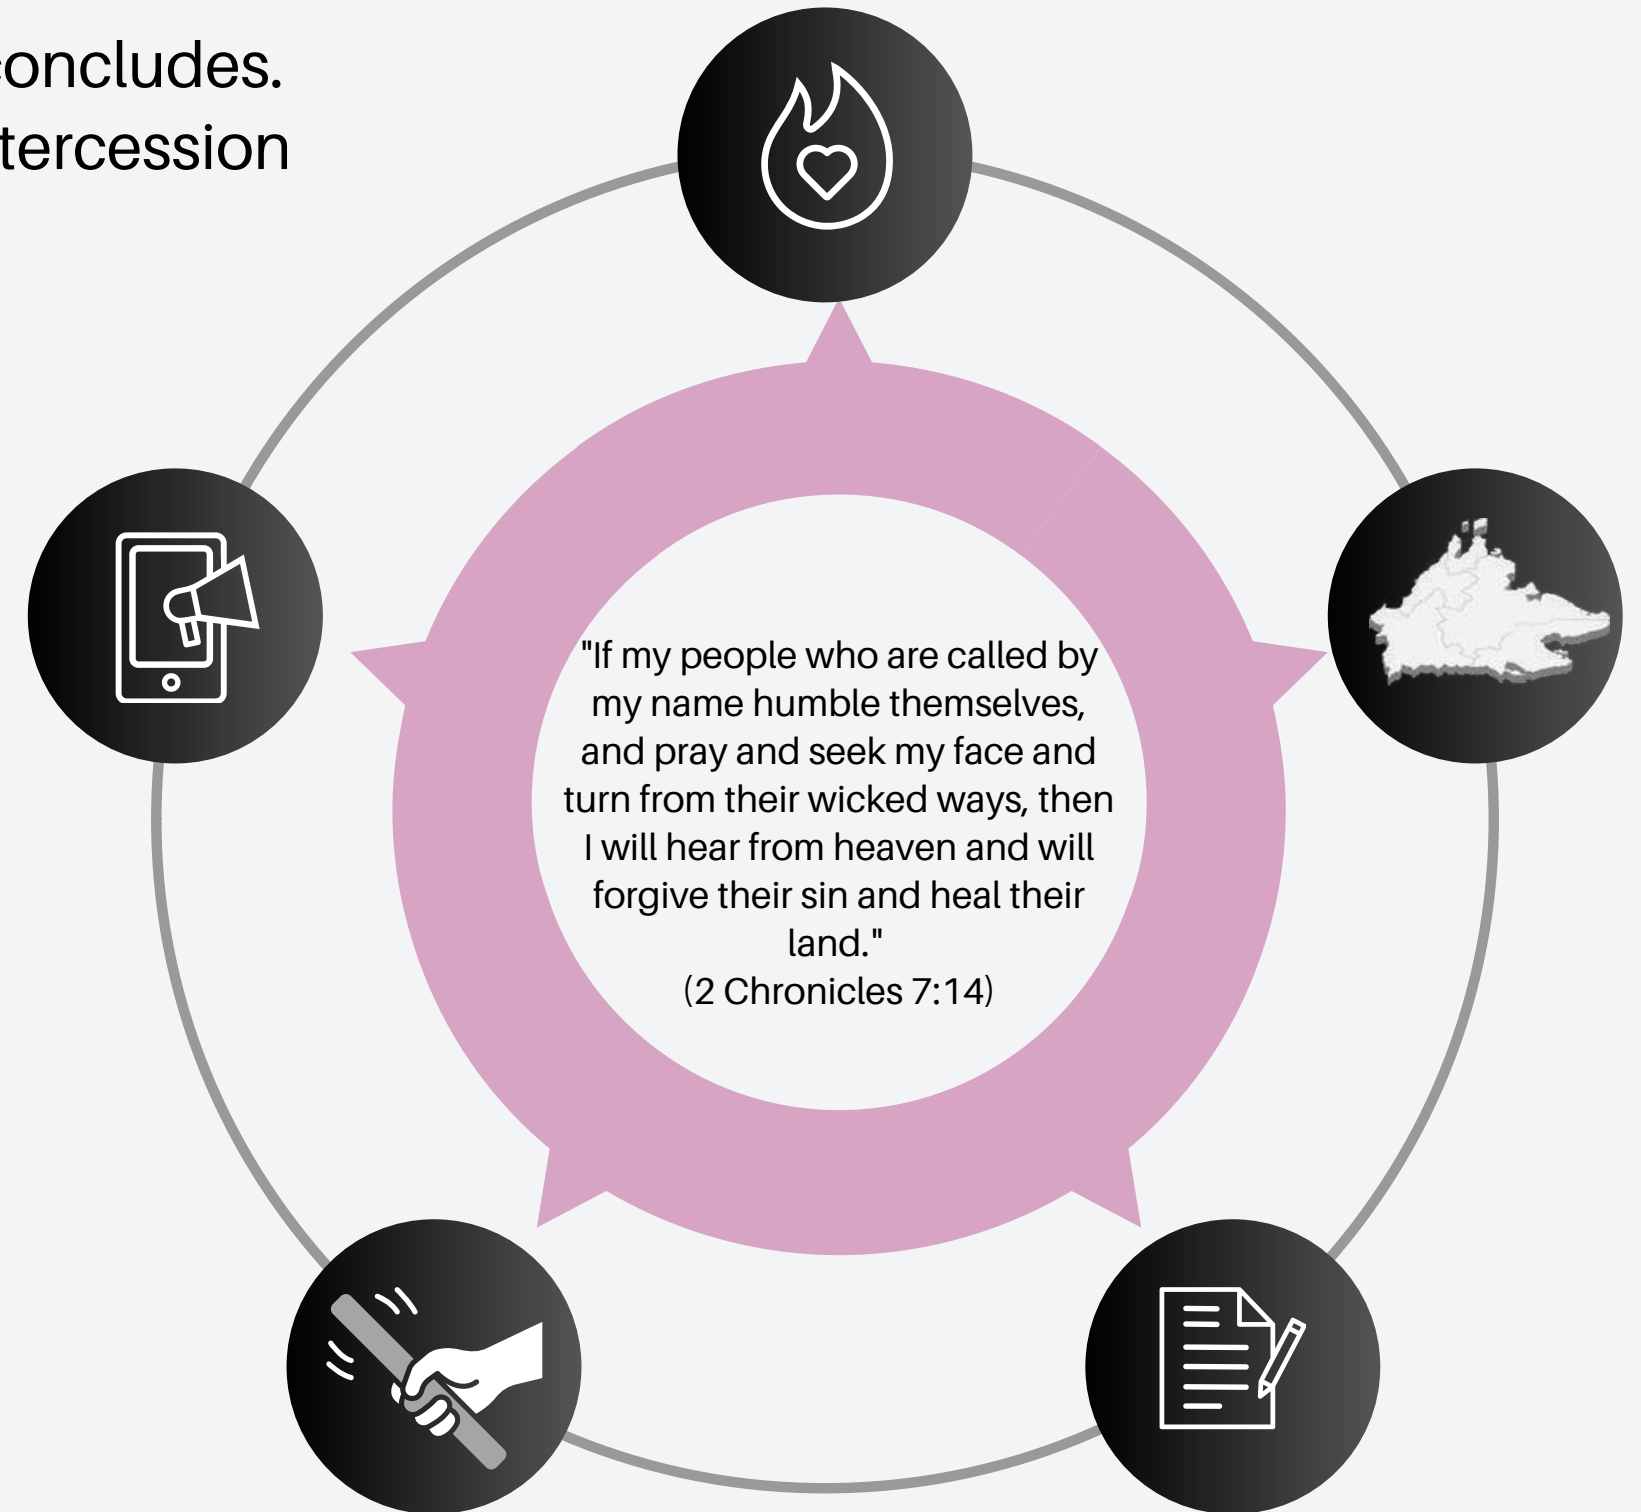 concludes.
tercession
"If my people who are called by
my name humble themselves,
and pray and seek my face and
turn from their wicked ways, then
I will hear from heaven and will
forgive their sin and heal their
land."
(2 Chronicles 7:14)